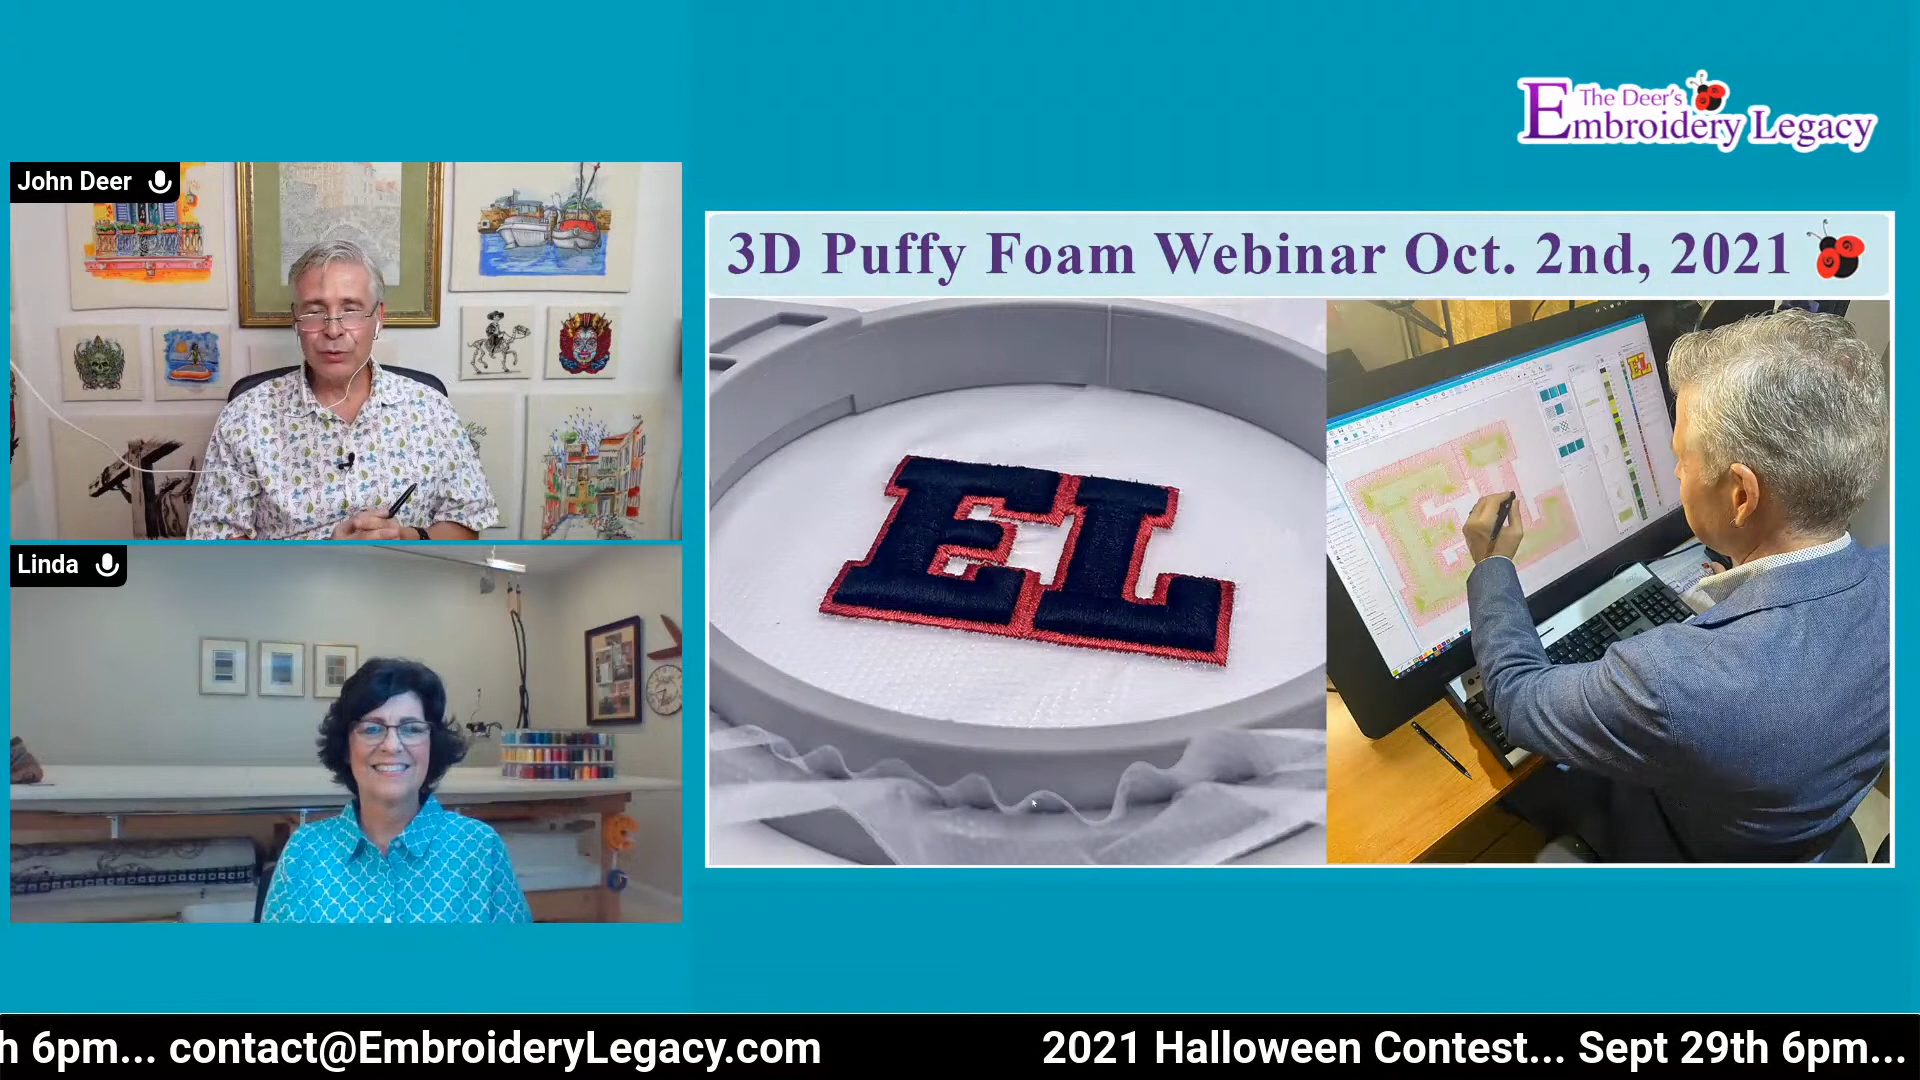 The Deer's
Embroidery Legacy
John Deer
3D Puffy Foam Webinar Oct. 2nd, 2021
EL
EL
Linda
h 6pm... contact@EmbroideryLegacy.com
2021 Halloween Contest... Sept 29th 6pm...